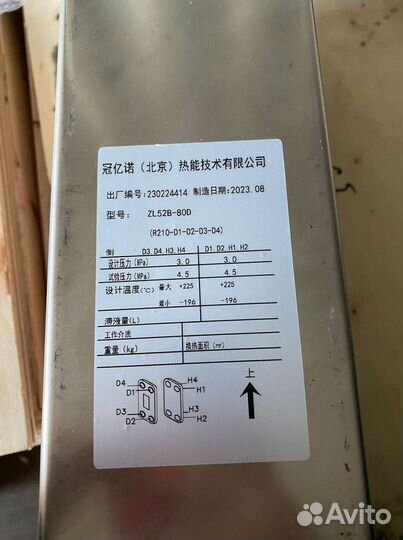 冠亿诺（北京）热能技术有限公司
出厂编号:230224414 制造日期:2023.08
型号: ZL52B-80D
(R210-D1-D2-D3-D4)
侧 D3.D4.H3.H4 D1.D2.H1.H2
设计压力(MPa) 3.0 3.0
试验压力(MPa) 4.5 4.5
设计温度(℃) 最大 +225 +225
最小 -196 -196
滞液量(L)
工作介质
重量(kg) 换热面积(㎡)
D4 H4
D1 H1
上
D3 H3
D2 H2
Avito